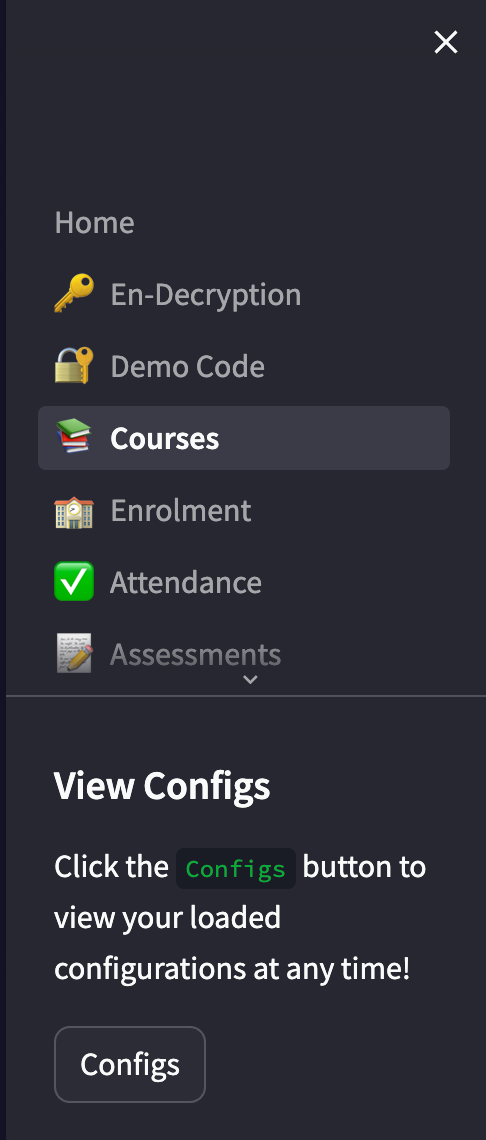 Home
En-Decryption
Demo Code
Courses
Enrolment
Attendance
Assessments
View Configs
Click the Configs button to
view your loaded
configurations at any time!
Configs